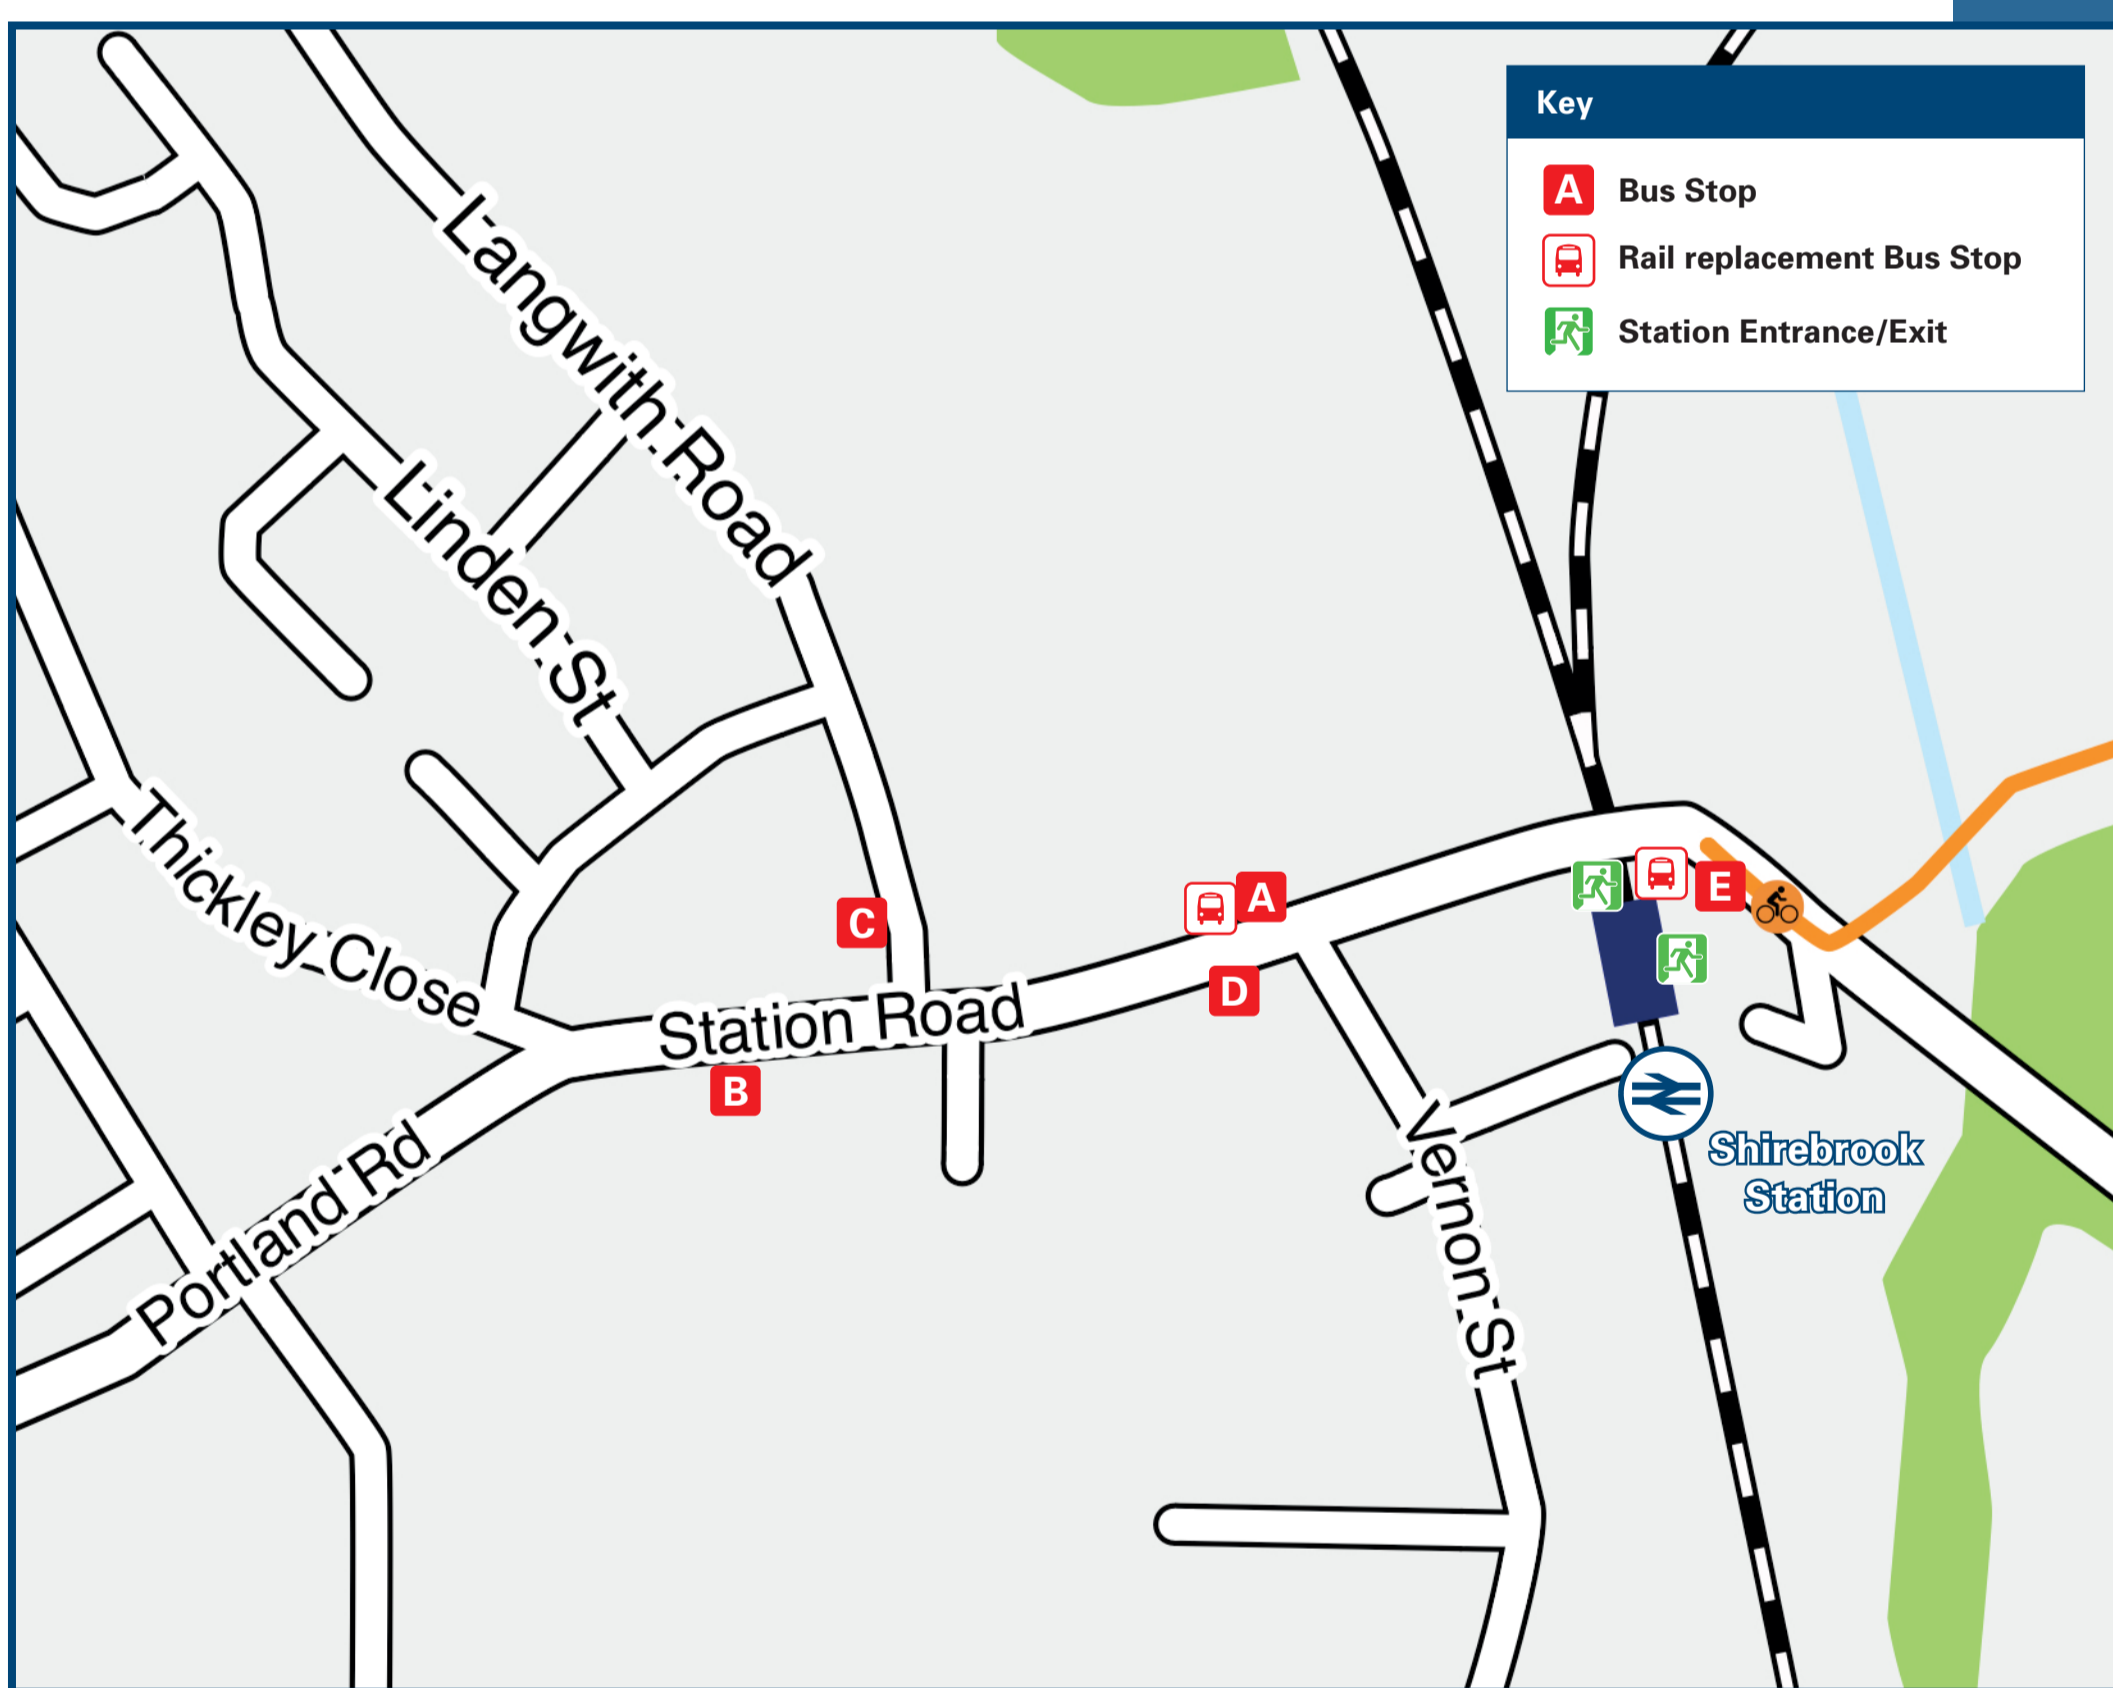 Key
A Bus Stop
Rail replacement Bus Stop
Station Entrance/Exit
Langwith Road
Linden St
Thickley Close
Station Road
Portland Rd
Vernon St
A
B
C
D
E
Shirebrook
Station